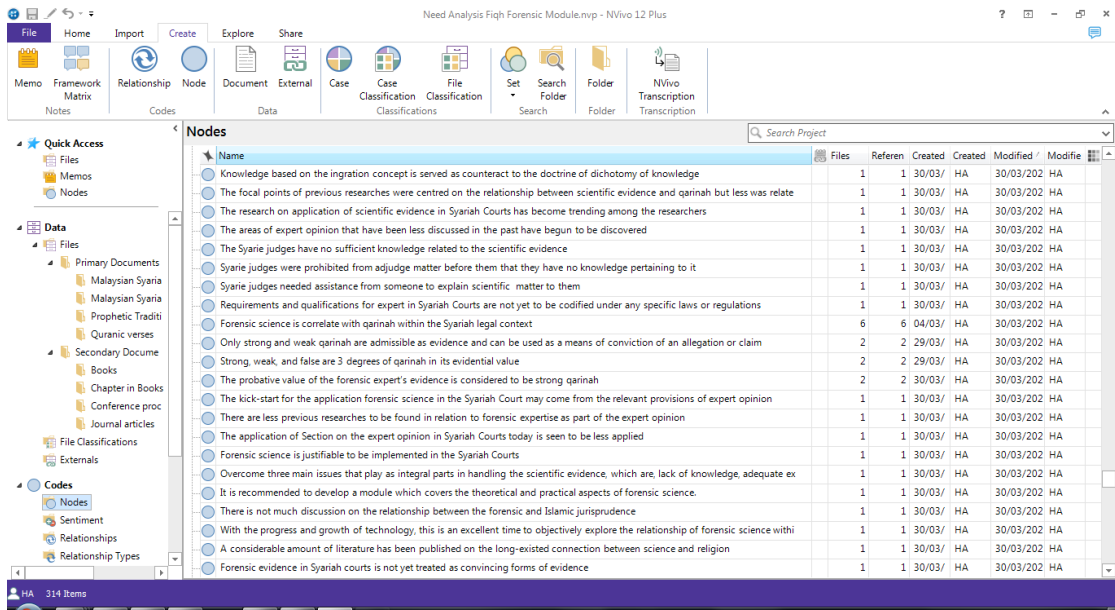 Need Analysis Fiqh Forensic Module.nvp - NVivo 12 Plus
File Home Import Create Explore Share
Memo Framework Matrix Relationship Node Document External Case Case Classification File Classification Set Search Folder Folder NVivo Transcription
Notes Codes Data Classifications Search Folder Transcription
Quick Access
Files
Memos
Nodes
Data
Files
Primary Documents
Malaysian Syaria
Malaysian Syaria
Prophetic Traditi
Quranic verses
Secondary Docume
Books
Chapter in Books
Conference proc
Journal articles
File Classifications
Externals
Codes
Nodes
Sentiment
Relationships
Relationship Types
Nodes
Search Project
Name Files Referen Created Created Modified Modifie
Knowledge based on the ingration concept is served as counteract to the doctrine of dichotomy of knowledge 1 1 30/03/ HA 30/03/202 HA
The focal points of previous researches were centred on the relationship between scientific evidence and qarinah but less was relate 1 1 30/03/ HA 30/03/202 HA
The research on application of scientific evidence in Syariah Courts has become trending among the researchers 1 1 30/03/ HA 30/03/202 HA
The areas of expert opinion that have been less discussed in the past have begun to be discovered 1 1 30/03/ HA 30/03/202 HA
The Syarie judges have no sufficient knowledge related to the scientific evidence 1 1 30/03/ HA 30/03/202 HA
Syarie judges were prohibited from adjudge matter before them that they have no knowledge pertaining to it 1 1 30/03/ HA 30/03/202 HA
Syarie judges needed assistance from someone to explain scientific matter to them 1 1 30/03/ HA 30/03/202 HA
Requirements and qualifications for expert in Syariah Courts are not yet to be codified under any specific laws or regulations 1 1 30/03/ HA 30/03/202 HA
Forensic science is correlate with qarinah within the Syariah legal context 6 6 04/03/ HA 30/03/202 HA
Only strong and weak qarinah are admissible as evidence and can be used as a means of conviction of an allegation or claim 2 2 29/03/ HA 30/03/202 HA
Strong, weak, and false are 3 degrees of qarinah in its evidential value 2 2 29/03/ HA 30/03/202 HA
The probative value of the forensic expert's evidence is considered to be strong qarinah 2 2 30/03/ HA 30/03/202 HA
The kick-start for the application forensic science in the Syariah Court may come from the relevant provisions of expert opinion 1 1 30/03/ HA 30/03/202 HA
There are less previous researches to be found in relation to forensic expertise as part of the expert opinion 1 1 30/03/ HA 30/03/202 HA
The application of Section on the expert opinion in Syariah Courts today is seen to be less applied 1 1 30/03/ HA 30/03/202 HA
Forensic science is justifiable to be implemented in the Syariah Courts 1 1 30/03/ HA 30/03/202 HA
Overcome three main issues that play as integral parts in handling the scientific evidence, which are, lack of knowledge, adequate ex 1 1 30/03/ HA 30/03/202 HA
It is recommended to develop a module which covers the theoretical and practical aspects of forensic science. 1 1 30/03/ HA 30/03/202 HA
There is not much discussion on the relationship between the forensic and Islamic jurisprudence 1 1 30/03/ HA 30/03/202 HA
With the progress and growth of technology, this is an excellent time to objectively explore the relationship of forensic science withi 1 1 30/03/ HA 30/03/202 HA
A considerable amount of literature has been published on the long-existed connection between science and religion 1 1 30/03/ HA 30/03/202 HA
Forensic evidence in Syariah courts is not yet treated as convincing forms of evidence 1 1 30/03/ HA 30/03/202 HA
HA 314 Items